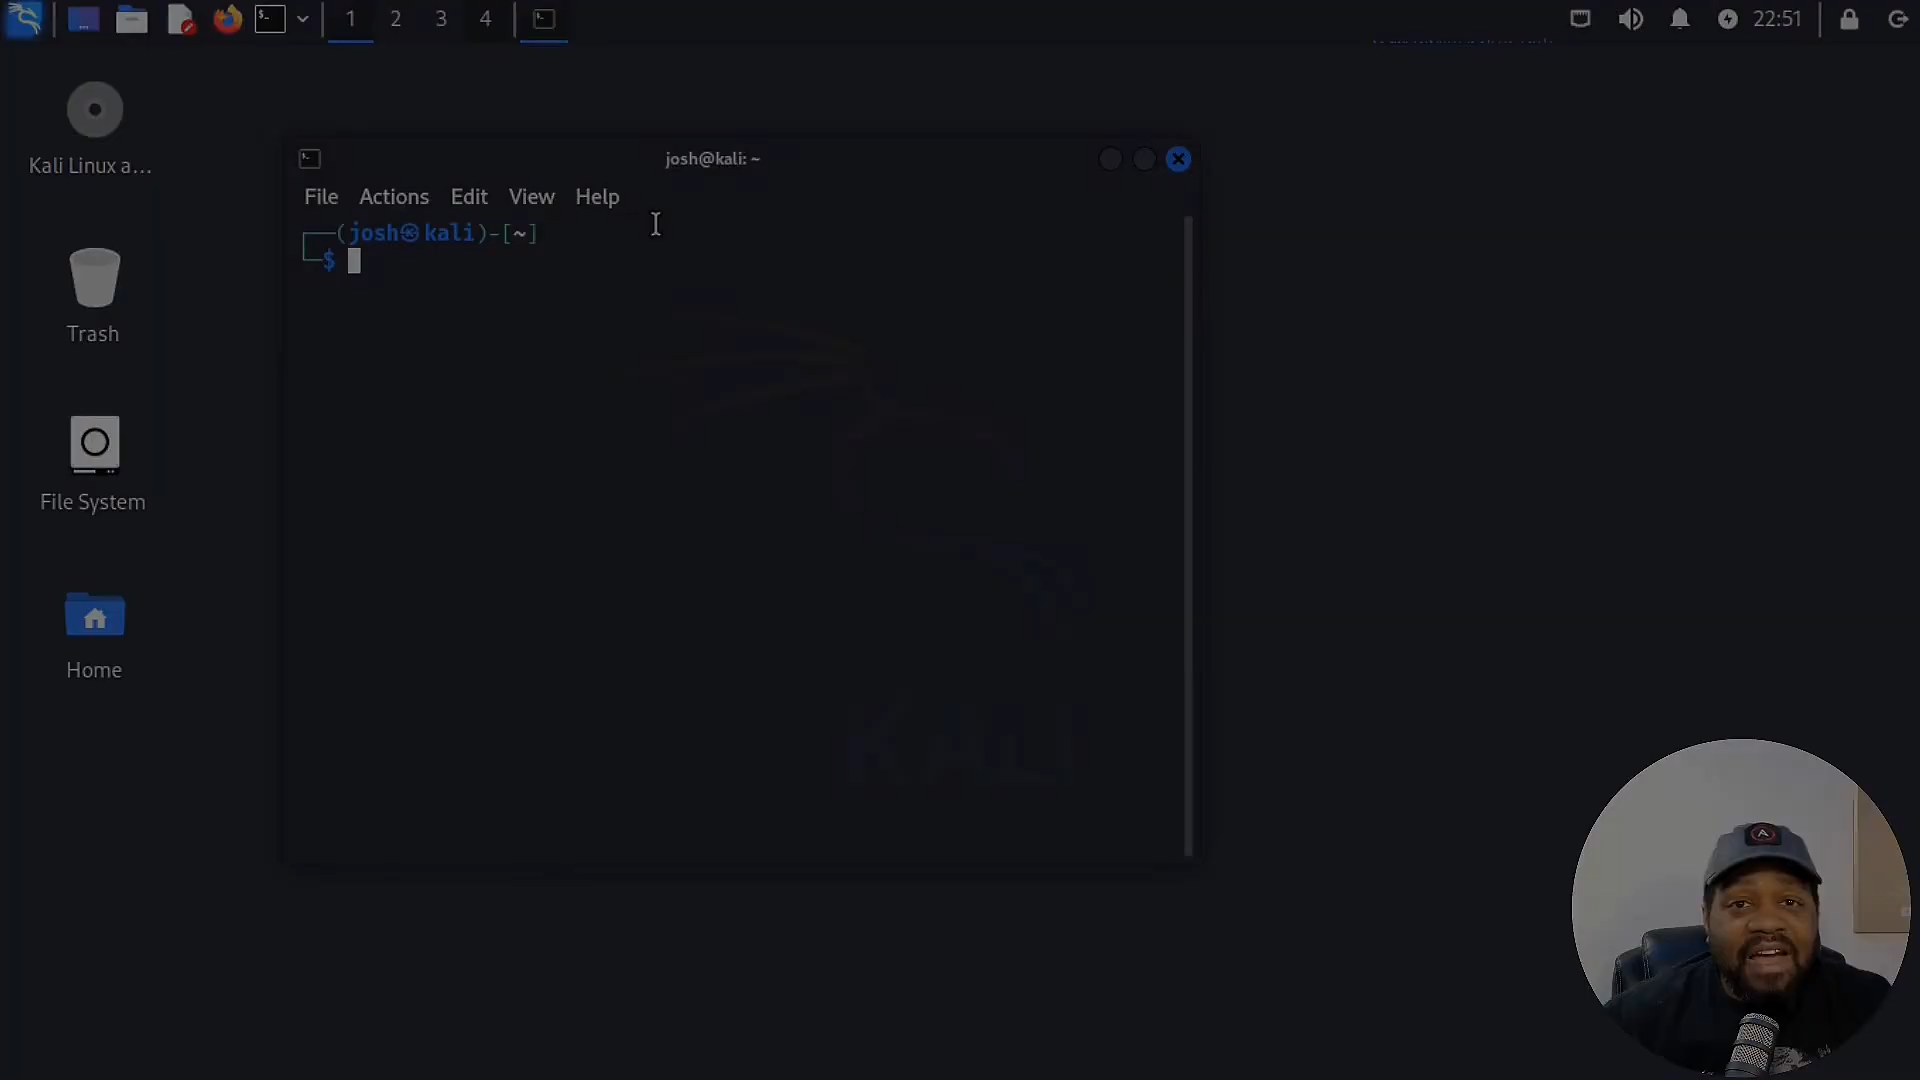 1 2 3 4
22:51
Kali Linux a...
Trash
File System
Home
josh@kali: ~
File Actions Edit View Help
(josh㉿kali)-[~]
$
KALI
A